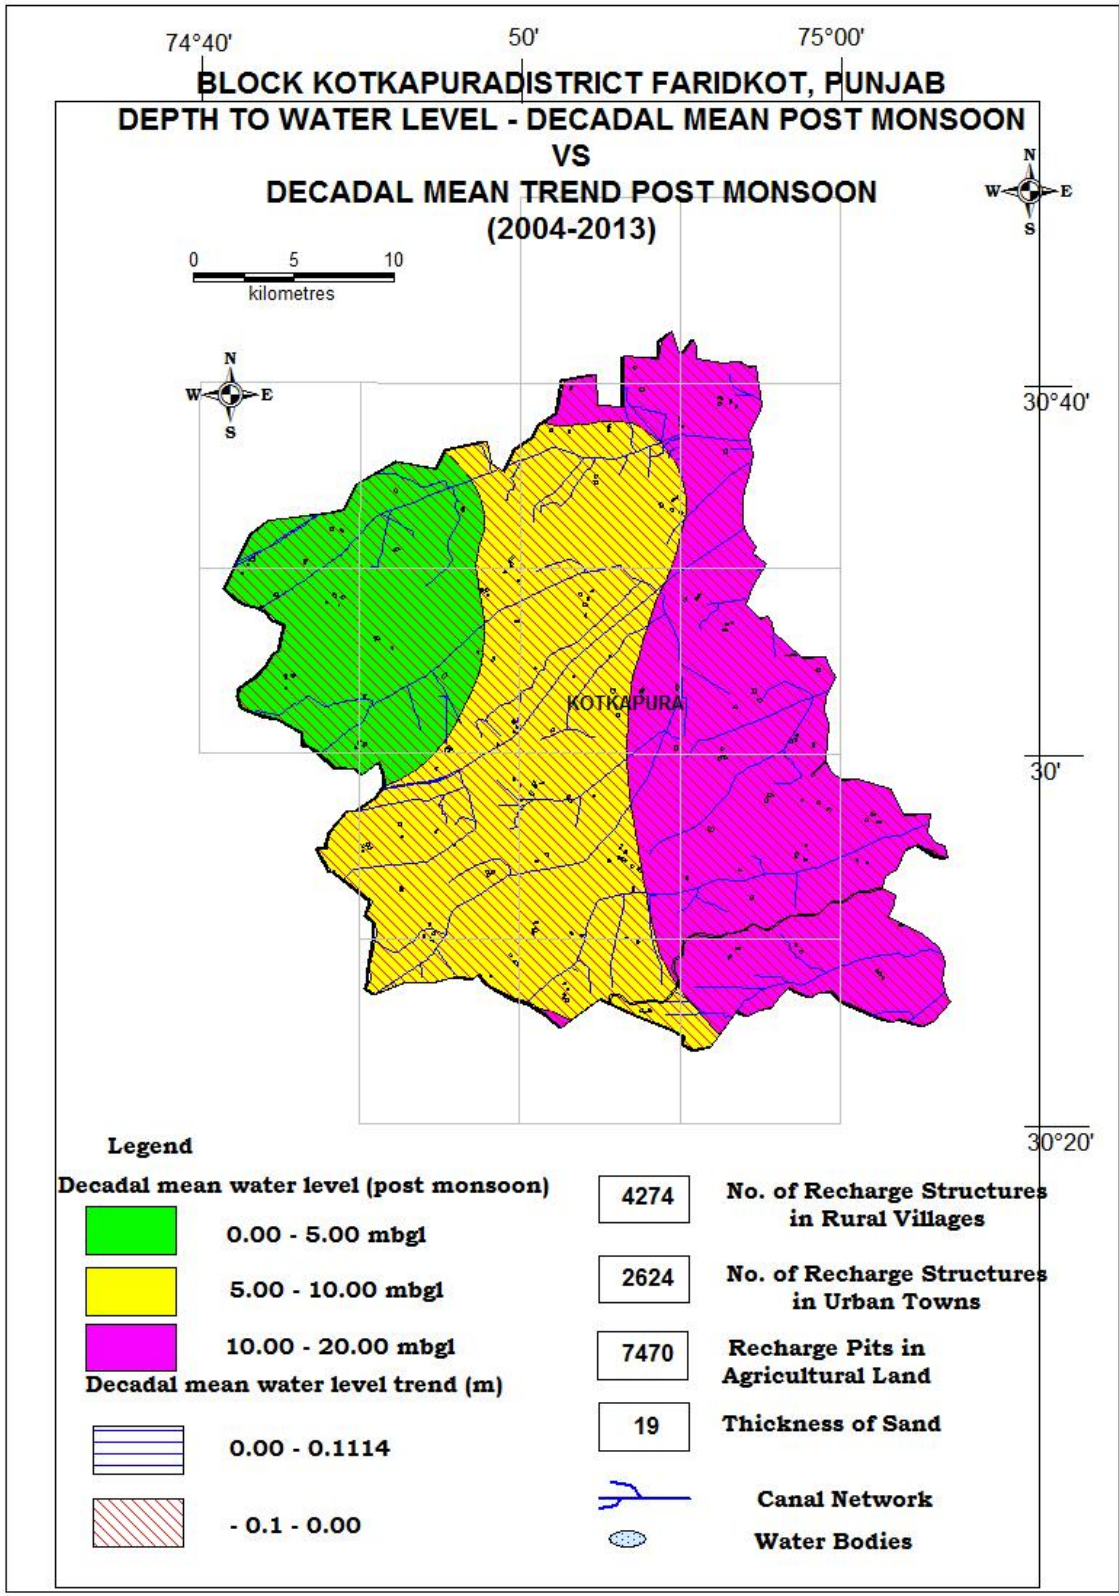 74°40' 50' 75°00'
BLOCK KOTKAPURADISTRICT FARIDKOT, PUNJAB
DEPTH TO WATER LEVEL - DECADAL MEAN POST MONSOON
VS
DECADAL MEAN TREND POST MONSOON
(2004-2013)
N
W E
S
0 5 10
kilometres
N
W E
S
30°40'
KOTKAPURA
30'
30°20'
Legend
Decadal mean water level (post monsoon)
0.00 - 5.00 mbgl
5.00 - 10.00 mbgl
10.00 - 20.00 mbgl
Decadal mean water level trend (m)
0.00 - 0.1114
- 0.1 - 0.00
4274 No. of Recharge Structures
in Rural Villages
2624 No. of Recharge Structures
in Urban Towns
7470 Recharge Pits in
Agricultural Land
19 Thickness of Sand
Canal Network
Water Bodies